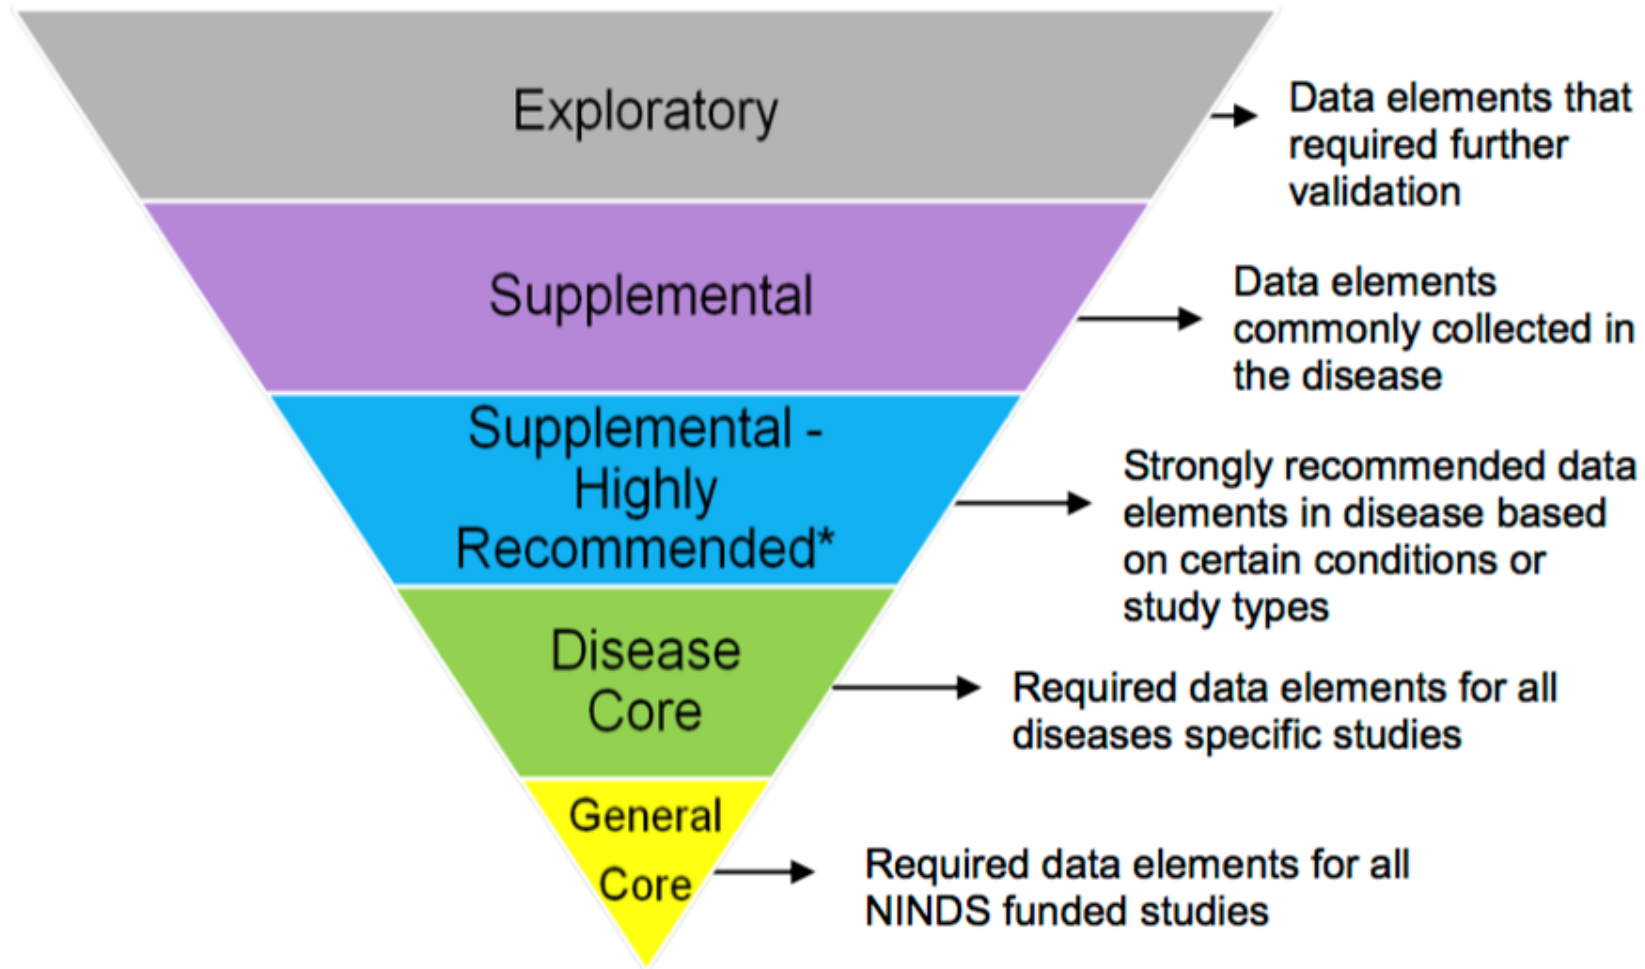 Exploratory
Data elements that
required further
validation
Supplemental
Data elements
commonly collected in
the disease
Supplemental -
Highly
Recommended*
Strongly recommended data
elements in disease based
on certain conditions or
study types
Disease
Core
Required data elements for all
diseases specific studies
General
Core
Required data elements for all
NINDS funded studies